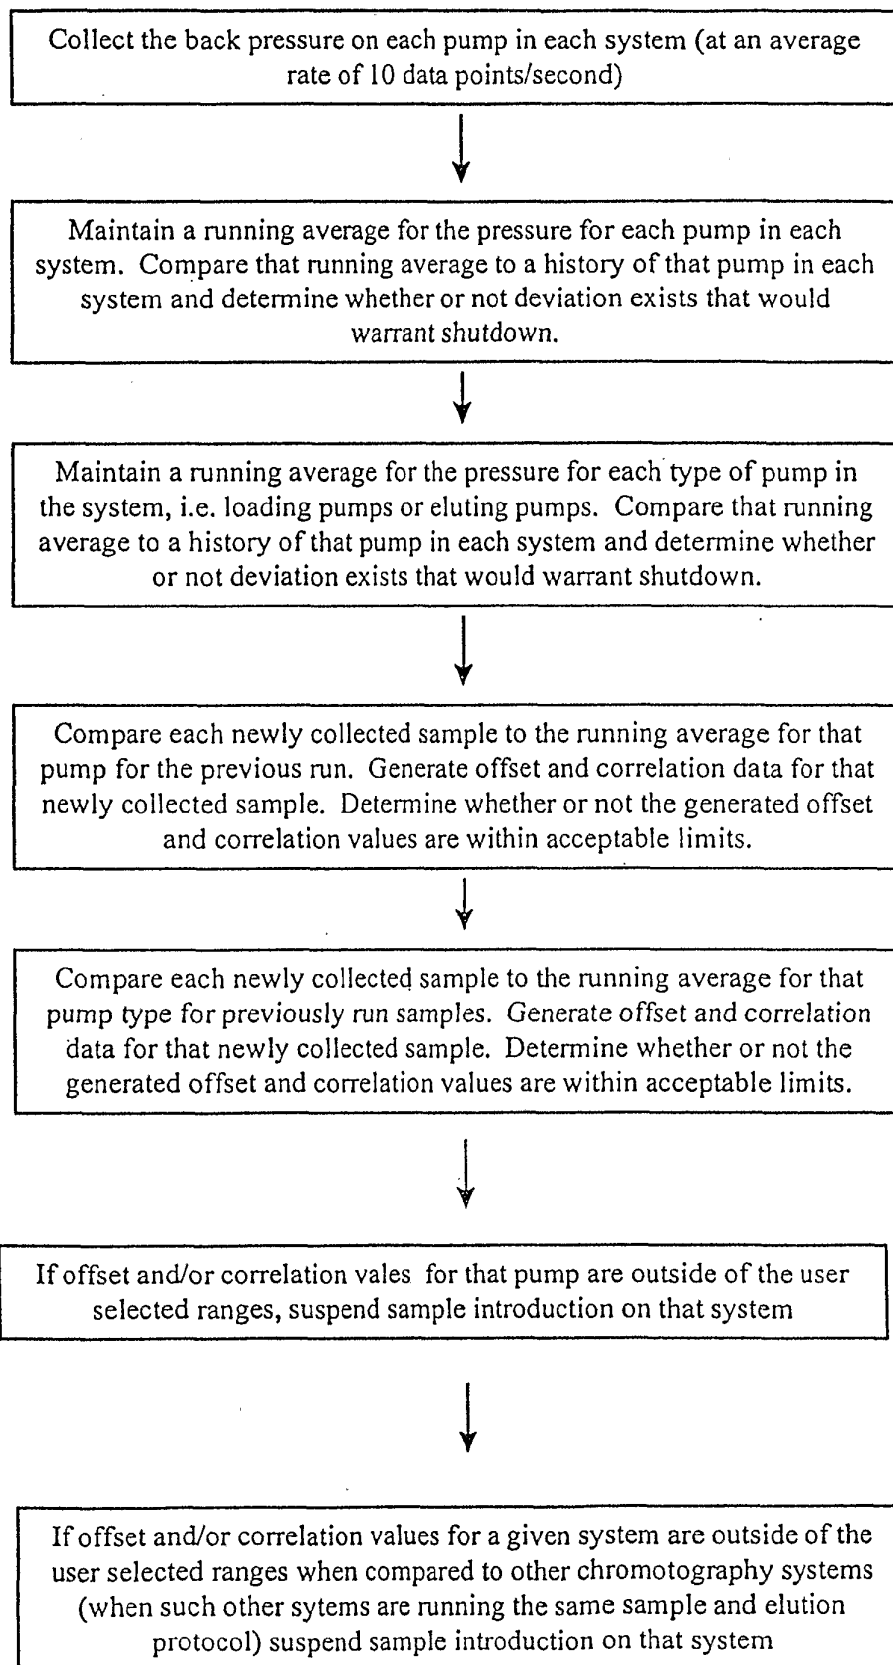 Collect the back pressure on each pump in each system (at an average
rate of 10 data points/second)
Maintain a running average for the pressure for each pump in each
system. Compare that running average to a history of that pump in each
system and determine whether or not deviation exists that would
warrant shutdown.
Maintain a running average for the pressure for each type of pump in
the system, i.e. loading pumps or eluting pumps. Compare that running
average to a history of that pump in each system and determine whether
or not deviation exists that would warrant shutdown.
Compare each newly collected sample to the running average for that
pump for the previous run. Generate offset and correlation data for that
newly collected sample. Determine whether or not the generated offset
and correlation values are within acceptable limits.
Compare each newly collected sample to the running average for that
pump type for previously run samples. Generate offset and correlation
data for that newly collected sample. Determine whether or not the
generated offset and correlation values are within acceptable limits.
If offset and/or correlation vales for that pump are outside of the user
selected ranges, suspend sample introduction on that system
If offset and/or correlation values for a given system are outside of the
user selected ranges when compared to other chromotography systems
(when such other sytems are running the same sample and elution
protocol) suspend sample introduction on that system